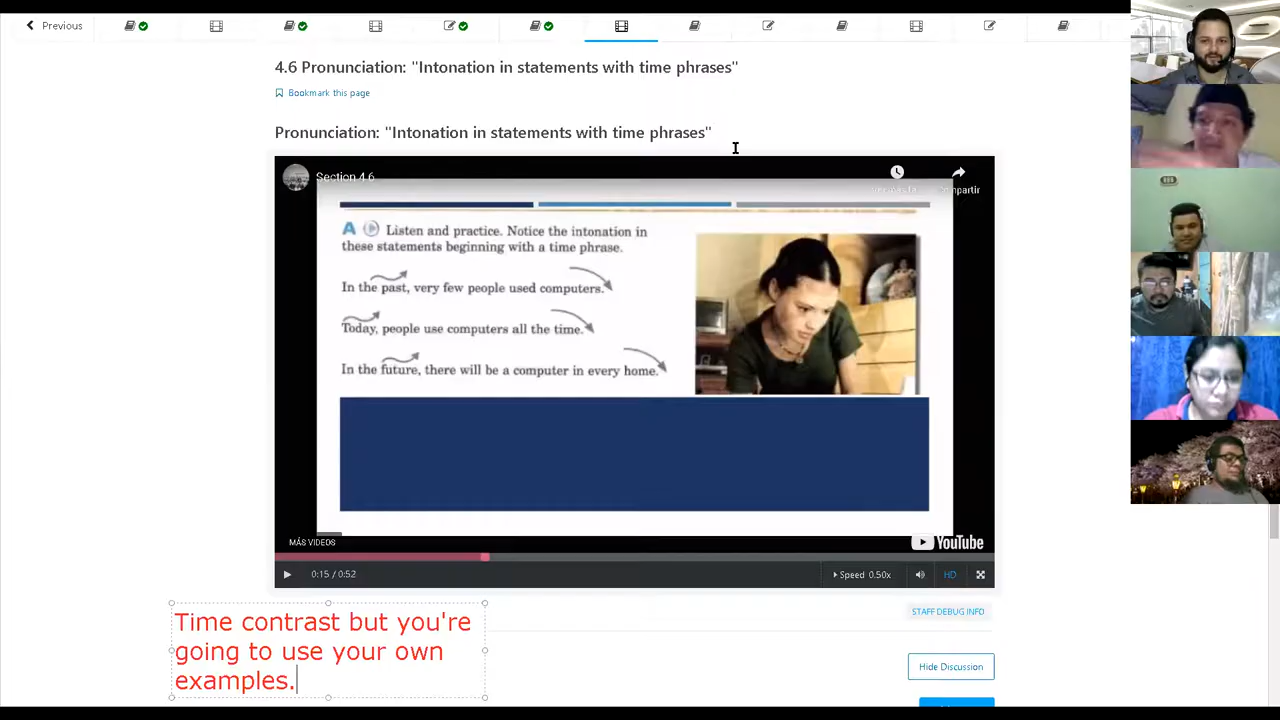 Previous
4.6 Pronunciation: "Intonation in statements with time phrases"
Bookmark this page
Pronunciation: "Intonation in statements with time phrases"
Section 4.6
A Listen and practice. Notice the intonation in
these statements beginning with a time phrase.
In the past, very few people used computers.
Today, people use computers all the time.
In the future, there will be a computer in every home.
MÁS VIDEOS
YouTube
0:15 / 0:52
Speed 0.50x
HD
STAFF DEBUG INFO
Time contrast but you're
going to use your own
examples.
Hide Discussion